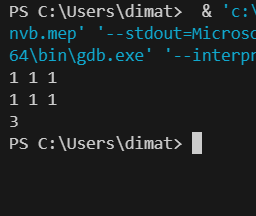 PS C:\Users\dimat>  & 'c:\
nvb.mep' '--stdout=Microso
64\bin\gdb.exe' '--interpr
1 1 1
1 1 1
3
PS C:\Users\dimat>